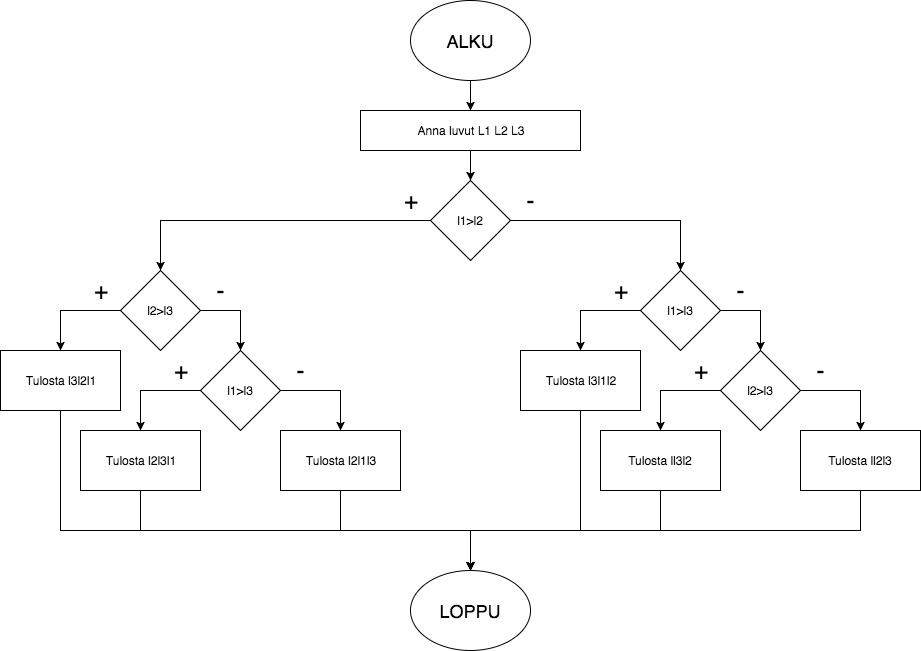 ALKU
Anna luvut L1 L2 L3
+
l1>l2
-
+
l2>l3
-
+
l1>l3
-
Tulosta l3l2l1
+
l1>l3
-
Tulosta l3l1l2
+
l2>l3
-
Tulosta l2l3l1
Tulosta l2l1l3
Tulosta ll3l2
Tulosta ll2l3
LOPPU